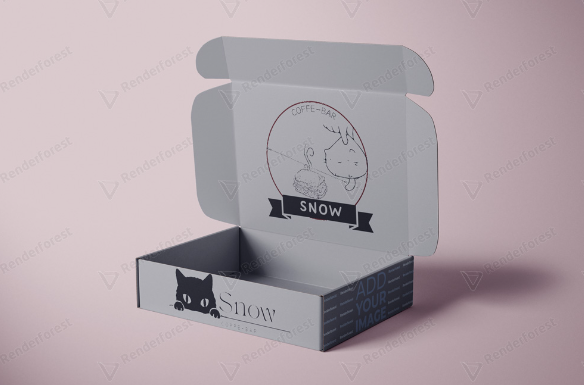 COFFE-BAR
SNOW
Snow
ADD
YOUR
IMAGE
Renderforest